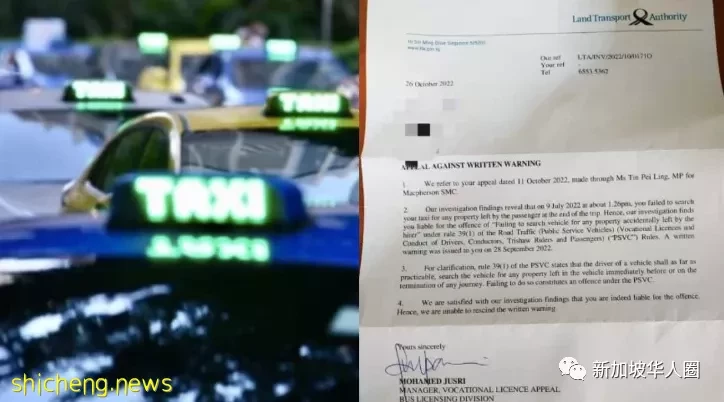 TAXI
TAXI
TAXI
shicheng.news
Land Transport Authority
www.lta.gov.sg
Our ref LTA/INV/2022/
Your ref -
Tel 6553 5362
26 October 2022
APPEAL AGAINST WRITTEN WARNING
1. We refer to your appeal dated 11 October 2022, made through Ms Tin Pei Ling, MP for
Macpherson SMC.
2. Our investigation findings reveal that on 9 July 2022 at about 1.26pm, you failed to search
your taxi for any property left by the passenger at the end of the trip. Hence, our investigation finds
you liable for the offence of "Failing to search vehicle for any property accidentally left by the
hirer" under rule 39(1) of the Road Traffic (Public Service Vehicles) (Vocational Licences and
Conduct of Drivers, Conductors, Trishaw Riders and Passengers) ("PSVC") Rules. A written
warning was issued to you on 28 September 2022.
3. For clarification, rule 39(1) of the PSVC states that the driver of a vehicle shall as far as
practicable, search the vehicle for any property left in the vehicle immediately before or on the
termination of any journey. Failing to do so constitutes an offence under the PSVC.
4. We are satisfied with our investigation findings that you are indeed liable for the offence.
Hence, we are unable to rescind the written warning.
Yours sincerely
MOHAMED JUSRI
MANAGER, VOCATIONAL LICENCE APPEAL
BUS LICENSING DIVISION
新加坡华人圈